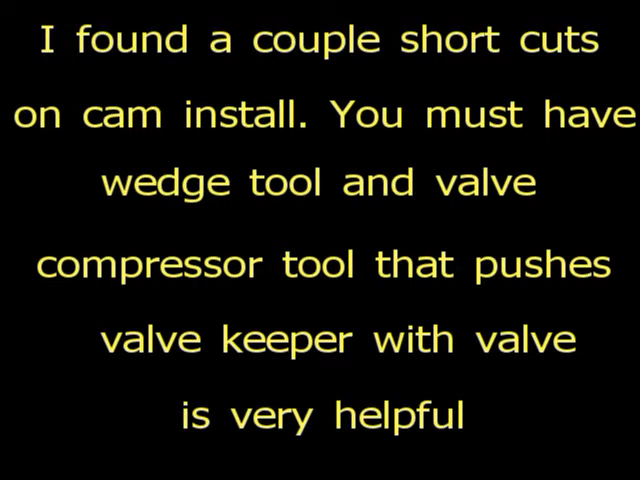 I found a couple short cuts
on cam install. You must have
wedge tool and valve
compressor tool that pushes
valve keeper with valve
is very helpful